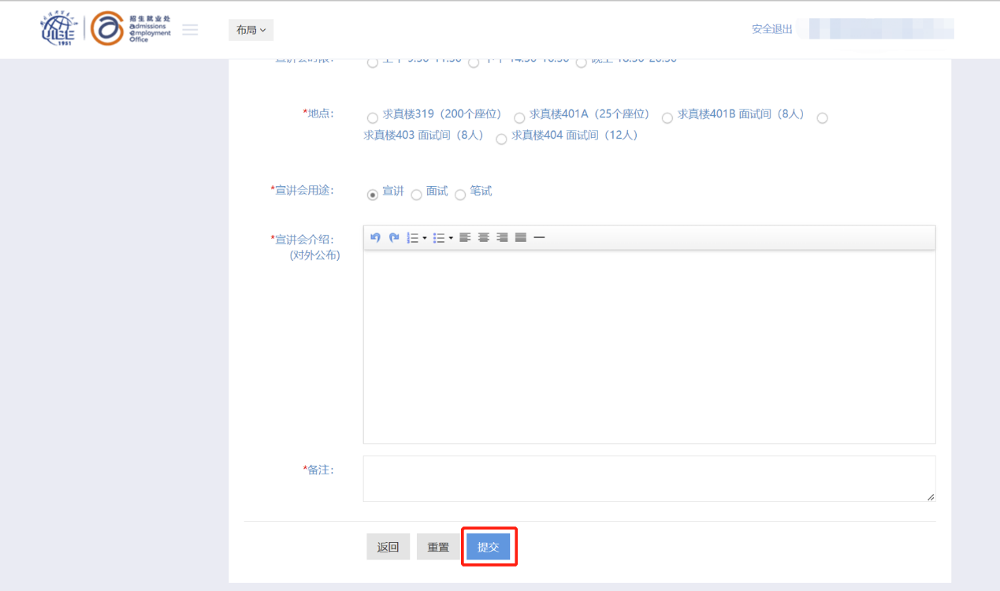 招生就业处
admissions
employment
Office
UIBE
1951
布局
安全退出
宣讲会时限： 上午 9:30-11:30 下午 14:30-16:30 晚上 18:30-20:30
*地点： 求真楼319（200个座位） 求真楼401A（25个座位） 求真楼401B 面试间（8人）
求真楼403 面试间（8人） 求真楼404 面试间（12人）
*宣讲会用途： 宣讲 面试 笔试
*宣讲会介绍：
(对外公布)
*备注：
返回 重置 提交